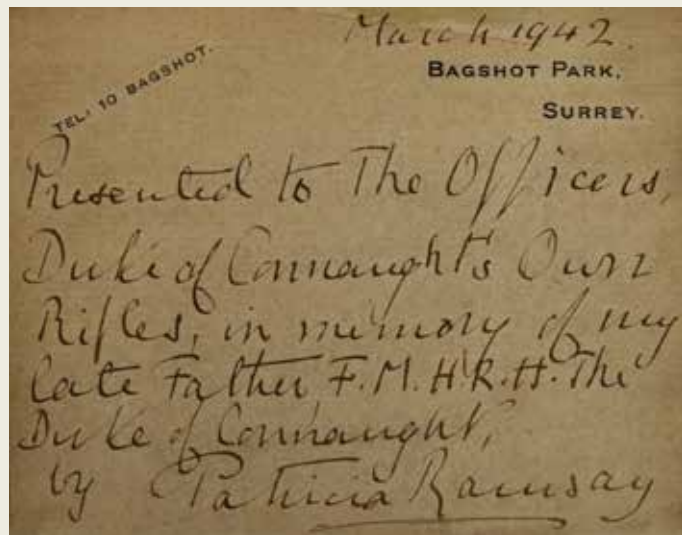 March 1942.
TEL: 10 BAGSHOT.
BAGSHOT PARK,
SURREY.
Presented to The Officers,
Duke of Connaught's Own
Rifles, in memory of my
late Father, F.M. H.R.H. The
Duke of Connaught,
by Patricia Ramsay